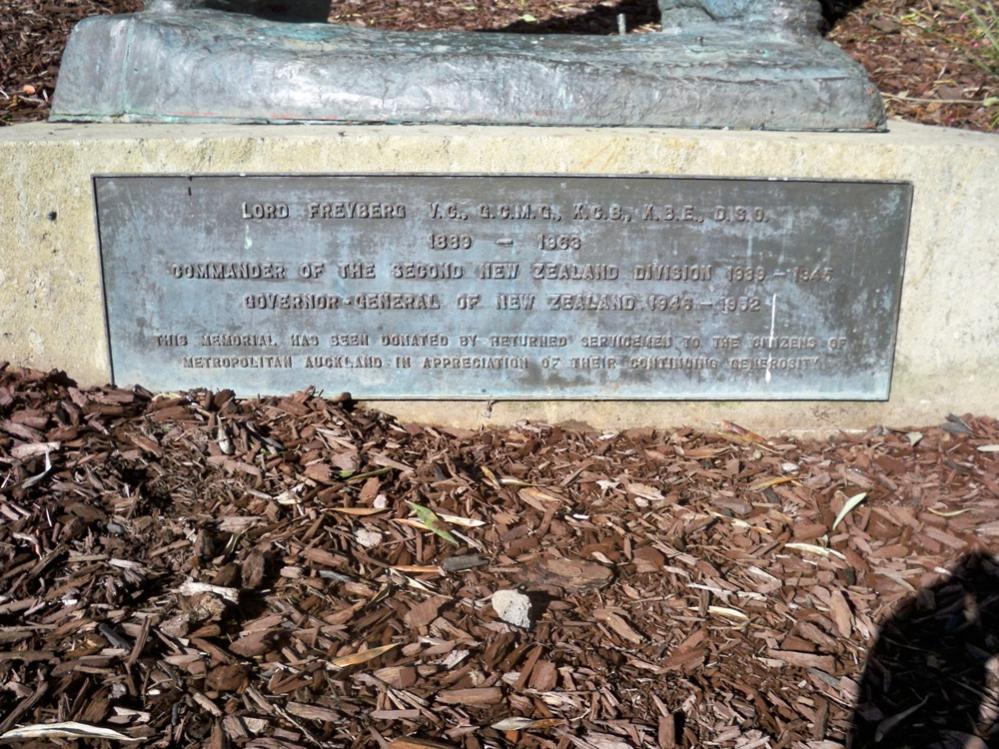 LORD FREYBERG V.C., G.C.M.G., K.C.B., K.B.E., D.S.O.
1889 — 1963
COMMANDER OF THE SECOND NEW ZEALAND DIVISION 1939 — 1945
GOVERNOR-GENERAL OF NEW ZEALAND 1946 — 1952
THIS MEMORIAL HAS BEEN DONATED BY RETURNED SERVICEMEN TO THE CITIZENS OF
METROPOLITAN AUCKLAND IN APPRECIATION OF THEIR CONTINUING GENEROSITY